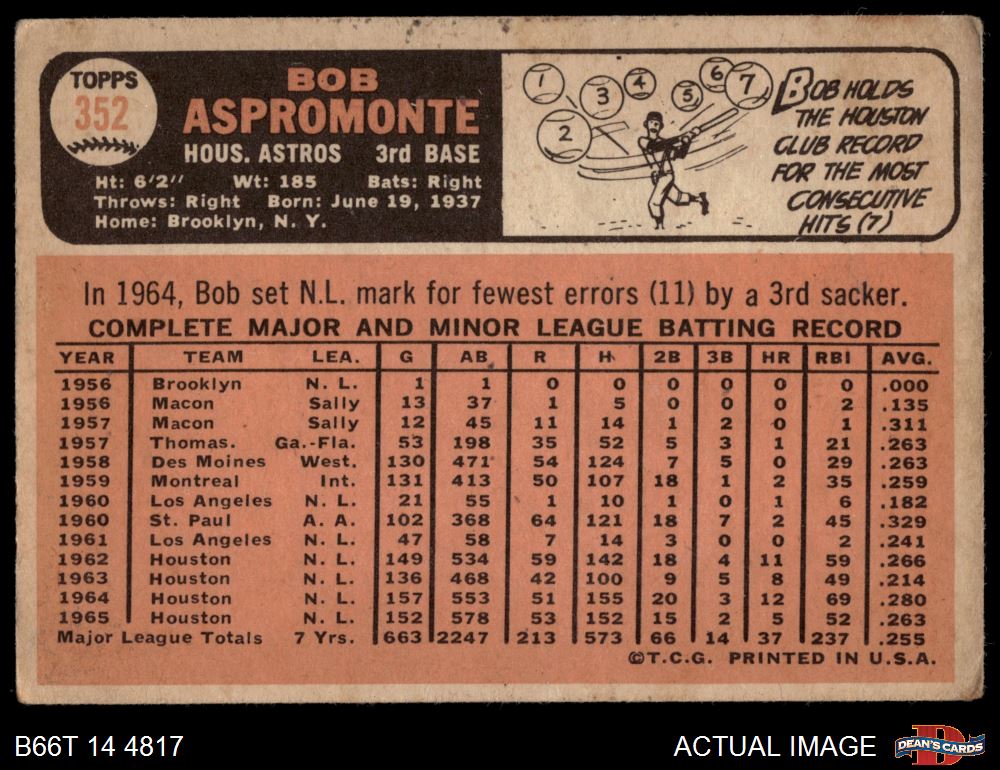 TOPPS
352
BOB
ASPROMONTE
HOUS. ASTROS 3rd BASE
Ht: 6'2" Wt: 185 Bats: Right
Throws: Right Born: June 19, 1937
Home: Brooklyn, N. Y.
1 2 3 4 5 6 7
BOB HOLDS
THE HOUSTON
CLUB RECORD
FOR THE MOST
CONSECUTIVE
HITS (7)
In 1964, Bob set N.L. mark for fewest errors (11) by a 3rd sacker.
COMPLETE MAJOR AND MINOR LEAGUE BATTING RECORD
YEAR TEAM LEA. G AB R H 2B 3B HR RBI AVG.
1956 Brooklyn N. L. 1 1 0 0 0 0 0 0 .000
1956 Macon Sally 13 37 1 5 0 0 0 2 .135
1957 Macon Sally 12 45 11 14 1 2 0 1 .311
1957 Thomas. Ga.-Fla. 53 198 35 52 5 3 1 21 .263
1958 Des Moines West. 130 471 54 124 7 5 0 29 .263
1959 Montreal Int. 131 413 50 107 18 1 2 35 .259
1960 Los Angeles N. L. 21 55 1 10 1 0 1 6 .182
1960 St. Paul A. A. 102 368 64 121 18 7 2 45 .329
1961 Los Angeles N. L. 47 58 7 14 3 0 0 2 .241
1962 Houston N. L. 149 534 59 142 18 4 11 59 .266
1963 Houston N. L. 136 468 42 100 9 5 8 49 .214
1964 Houston N. L. 157 553 51 155 20 3 12 69 .280
1965 Houston N. L. 152 578 53 152 15 2 5 52 .263
Major League Totals 7 Yrs. 663 2247 213 573 66 14 37 237 .255
©T.C.G. PRINTED IN U.S.A.
B66T 14 4817
ACTUAL IMAGE
DEAN'S CARDS